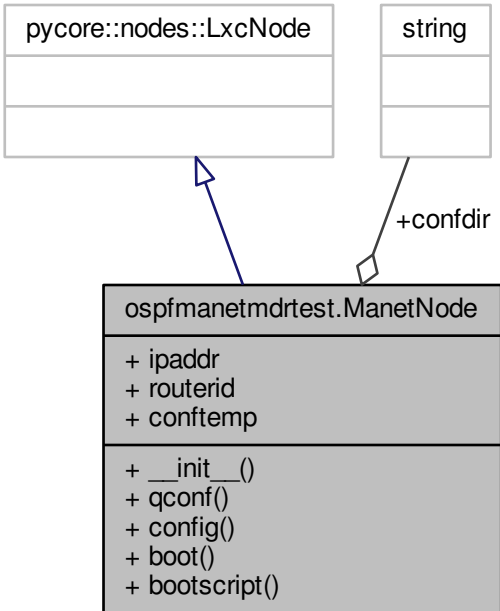 pycore::nodes::LxcNode
string
+confdir
ospfmanetmdrtest.ManetNode
+ ipaddr
+ routerid
+ conftemp
+ __init__()
+ qconf()
+ config()
+ boot()
+ bootscript()